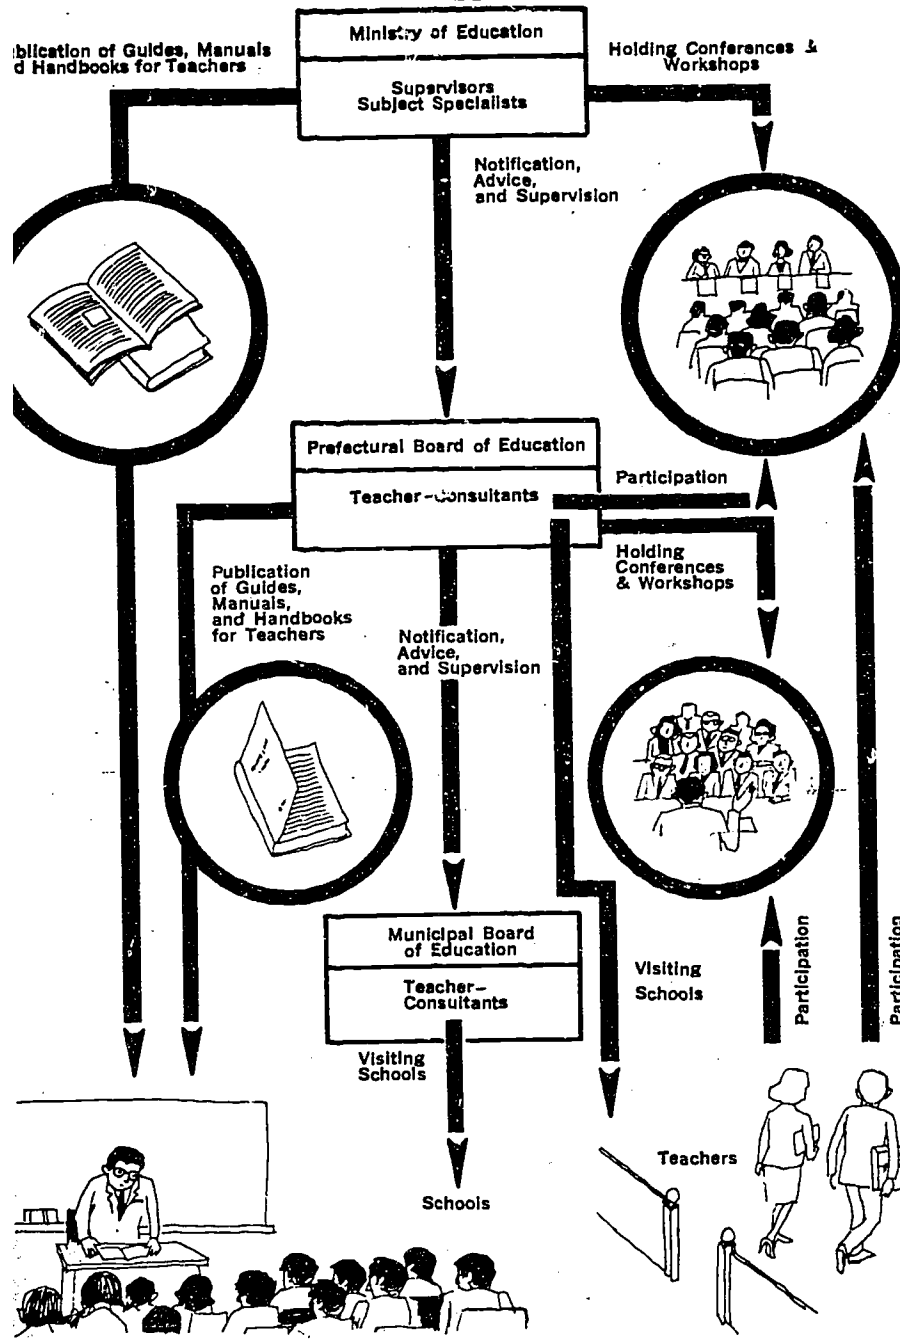 Ministry of Education
blication of Guides, Manuals
d Handbooks for Teachers
Holding Conferences &
Workshops
Supervisors
Subject Specialists
Notification,
Advice,
and Supervision
Prefectural Board of Education
Teacher-Consultants
Participation
Holding
Conferences
& Workshops
Publication
of Guides,
Manuals,
and Handbooks
for Teachers
Notification,
Advice,
and Supervision
Municipal Board
of Education
Teacher-
Consultants
Visiting
Schools
Participation
Participation
Visiting
Schools
Teachers
Schools